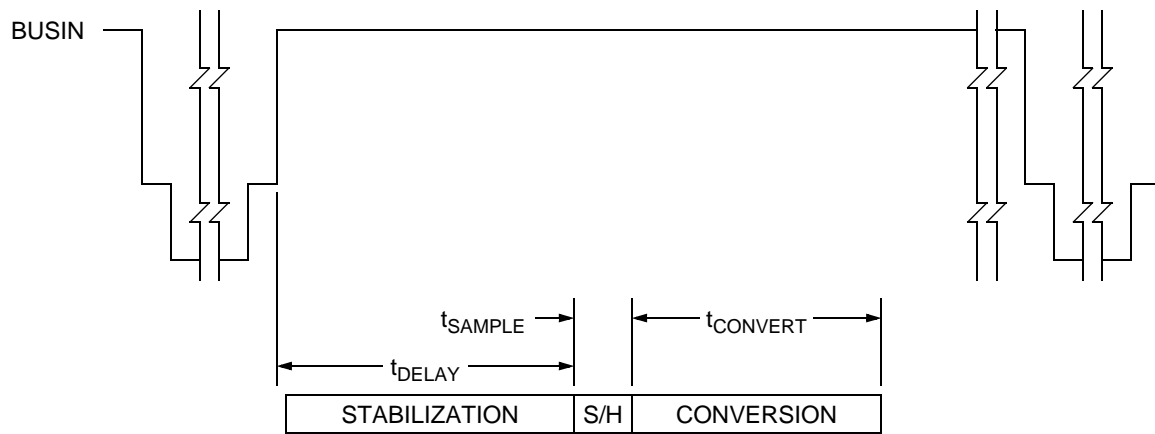 BUSIN
tSAMPLE
tCONVERT
tDELAY
STABILIZATION
S/H
CONVERSION